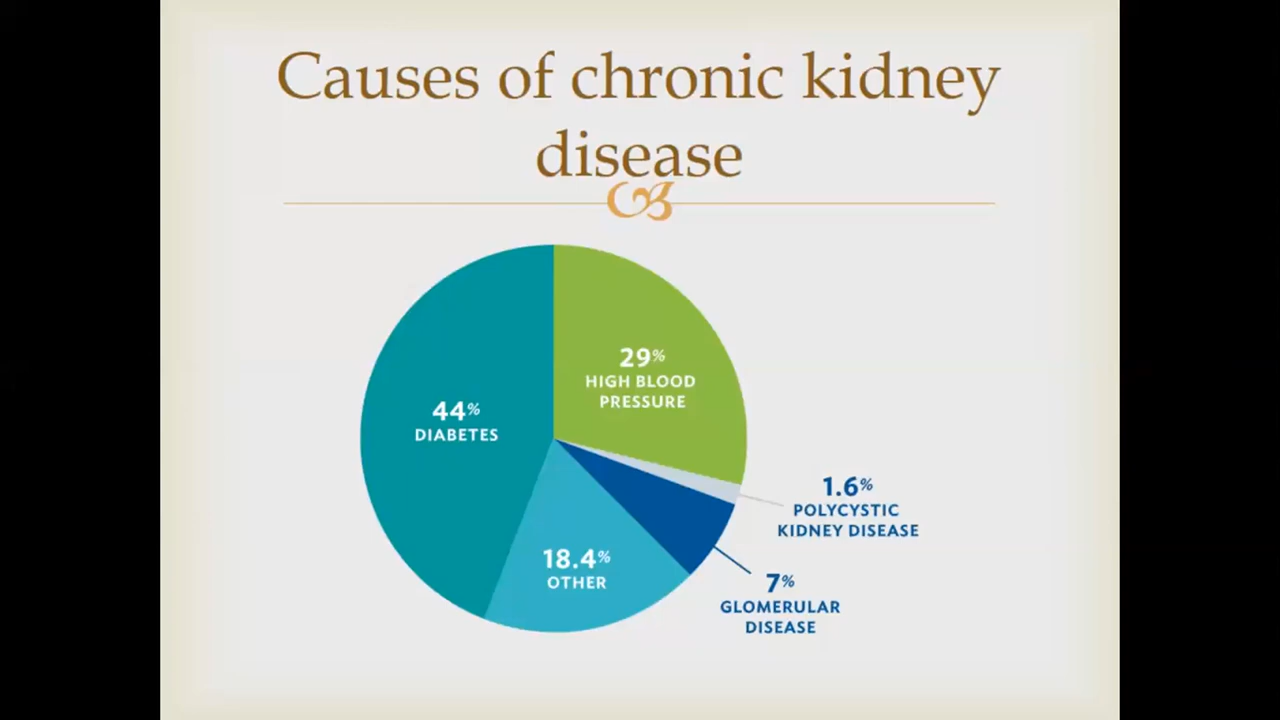 Causes of chronic kidney
disease
29%
HIGH BLOOD
PRESSURE
44%
DIABETES
1.6%
POLYCYSTIC
KIDNEY DISEASE
18.4%
OTHER
7%
GLOMERULAR
DISEASE